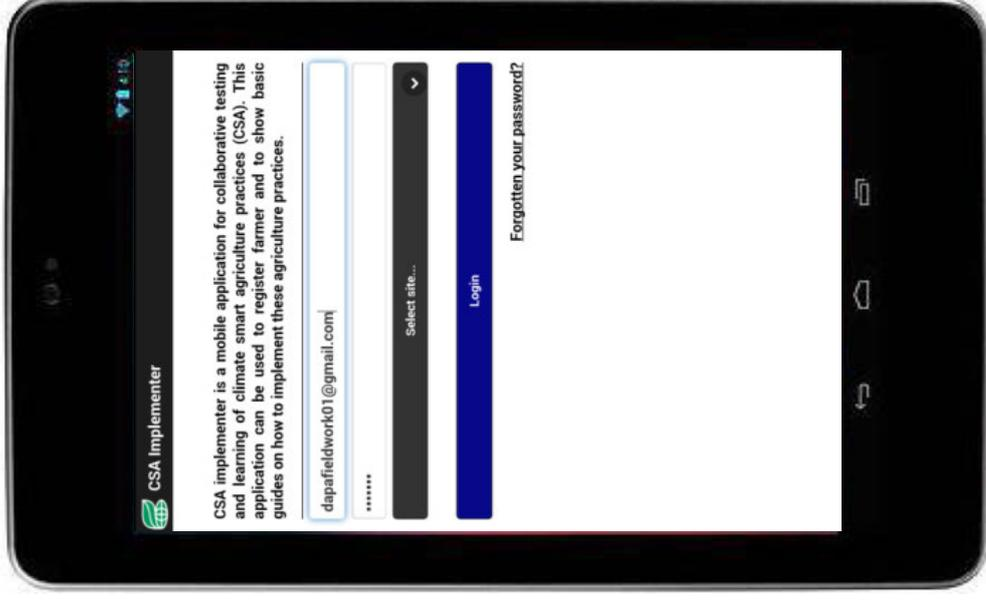 4:10
CSA Implementer
CSA implementer is a mobile application for collaborative testing
and learning of climate smart agriculture practices (CSA). This
application can be used to register farmer and to show basic
guides on how to implement these agriculture practices.
dapafieldwork01@gmail.com
•••••••
Select site...
Login
Forgotten your password?